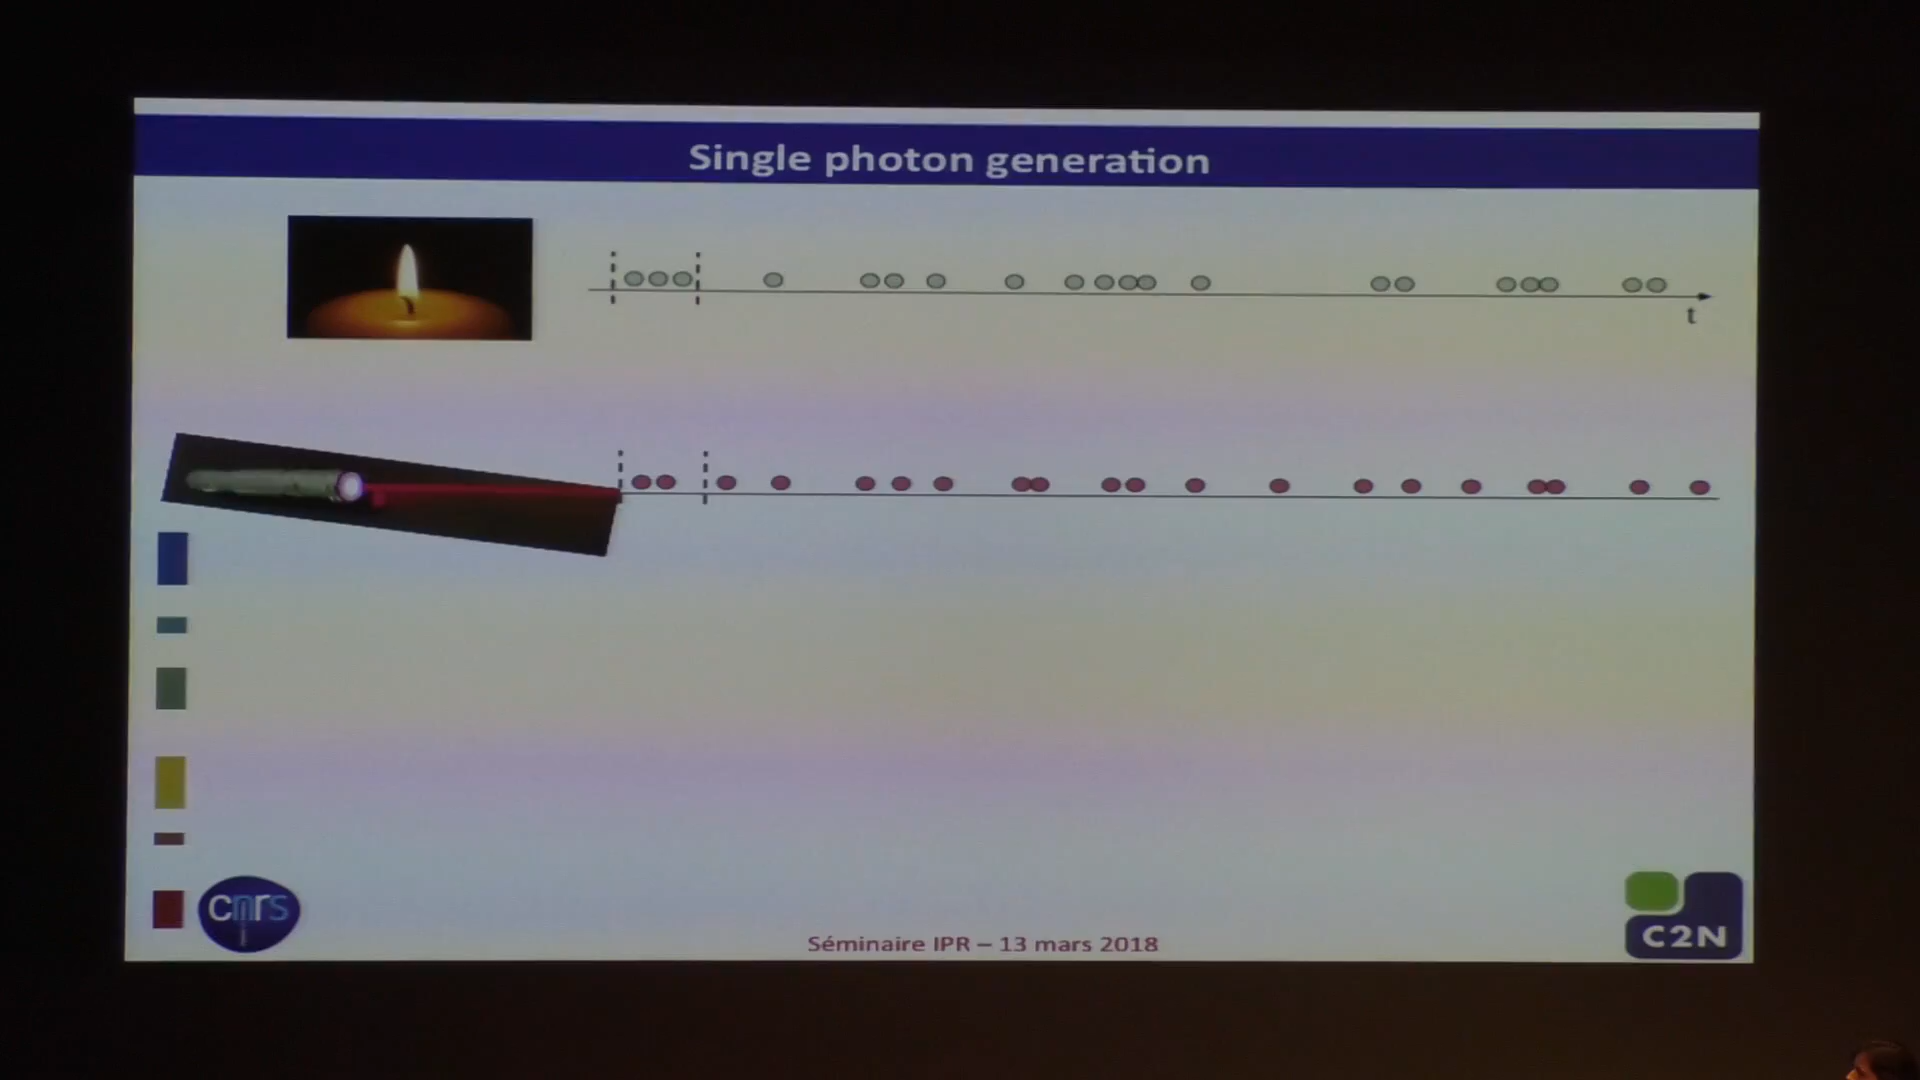 Single photon generation
t
cnrs
Séminaire IPR – 13 mars 2018
C2N